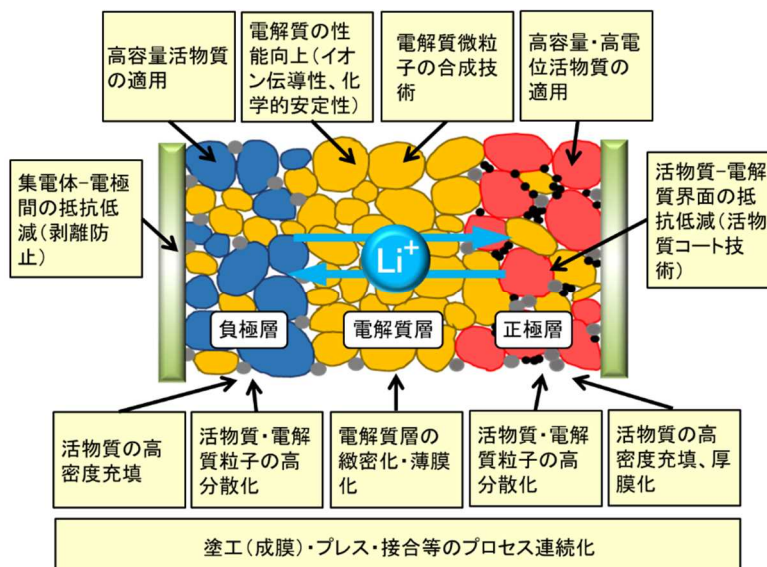 高容量活物質
の適用
電解質の性
能向上(イオ
ン伝導性、化
学的安定性)
電解質微粒
子の合成技
術
高容量・高電
位活物質の
適用
集電体-電極
間の抵抗低
減(剥離防
止)
活物質-電解
質界面の抵
抗低減(活物
質コート技
術)
Li+
負極層
電解質層
正極層
活物質の高
密度充填
活物質・電解
質粒子の高
分散化
電解質層の
緻密化・薄膜
化
活物質・電解
質粒子の高
分散化
活物質の高
密度充填、厚
膜化
塗工(成膜)・プレス・接合等のプロセス連続化